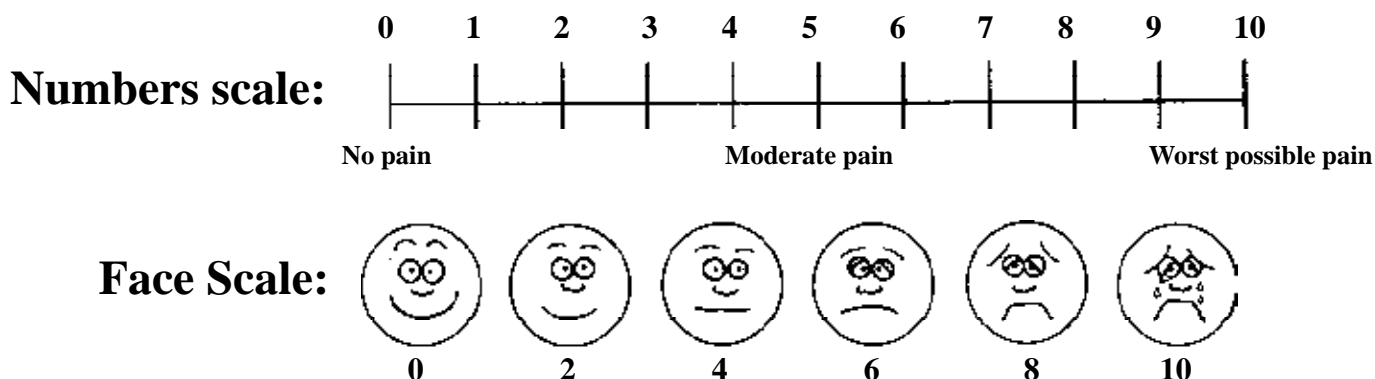 0 1 2 3 4 5 6 7 8 9 10
Numbers scale:
No pain Moderate pain Worst possible pain
Face Scale:
0 2 4 6 8 10